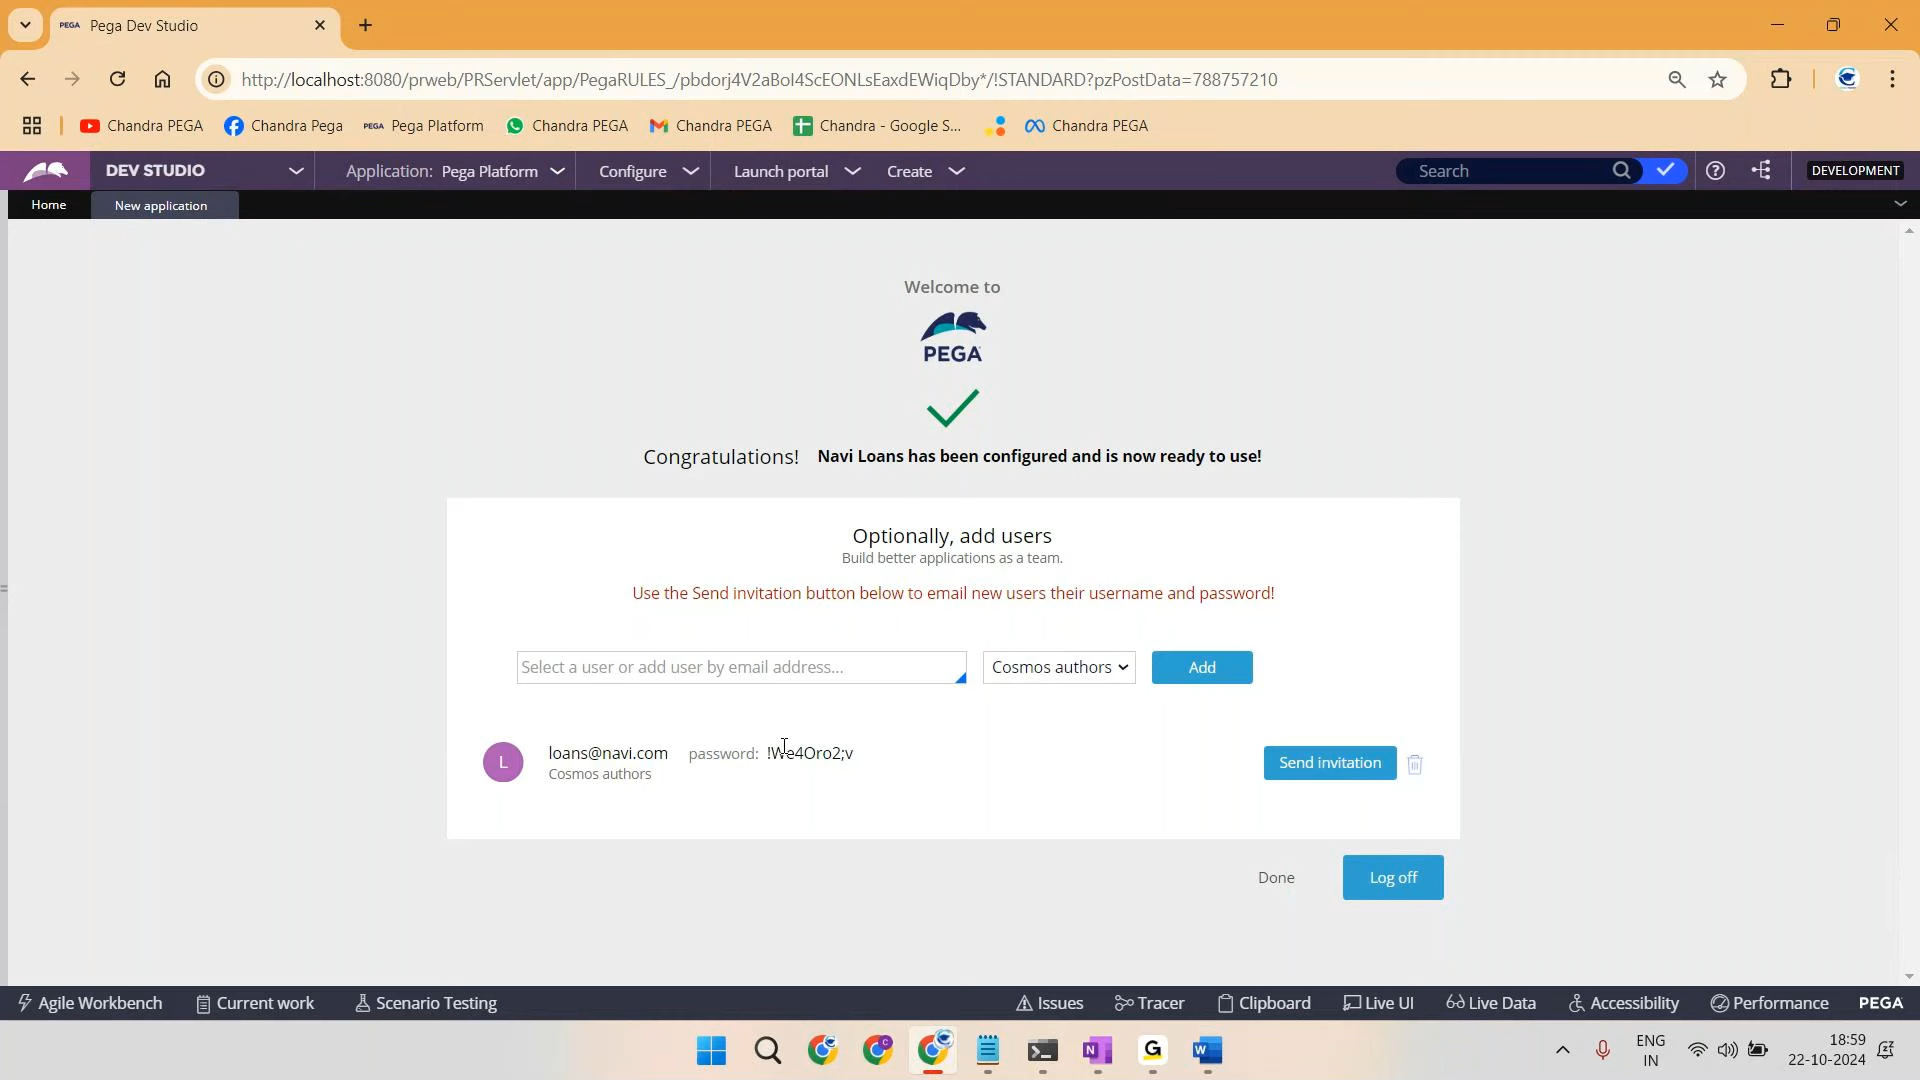 PEGA Pega Dev Studio
http://localhost:8080/prweb/PRServlet/app/PegaRULES_/pbdorj4V2aBoI4ScEONLsEaxdEWiqDby*/!STANDARD?pzPostData=788757210
Chandra PEGA Chandra Pega PEGA Pega Platform Chandra PEGA Chandra PEGA Chandra - Google S... Chandra PEGA
DEV STUDIO Application: Pega Platform Configure Launch portal Create Search DEVELOPMENT
Home New application
Welcome to
PEGA
Congratulations! Navi Loans has been configured and is now ready to use!
Optionally, add users
Build better applications as a team.
Use the Send invitation button below to email new users their username and password!
Select a user or add user by email address... Cosmos authors Add
L loans@navi.com password: !We4Oro2;v Send invitation
Cosmos authors
Done Log off
Agile Workbench Current work Scenario Testing Issues Tracer Clipboard Live UI Live Data Accessibility Performance PEGA
ENG 18:59
IN 22-10-2024